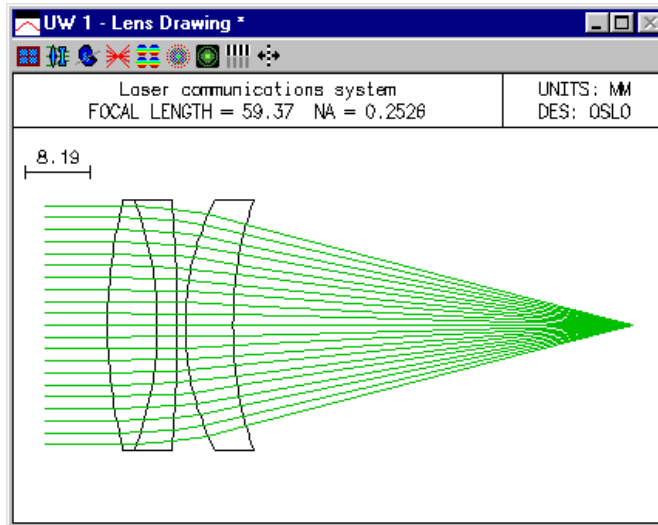 UW 1 - Lens Drawing *
Laser communications system
FOCAL LENGTH = 59.37 NA = 0.2526
UNITS: MM
DES: OSLO
8.19